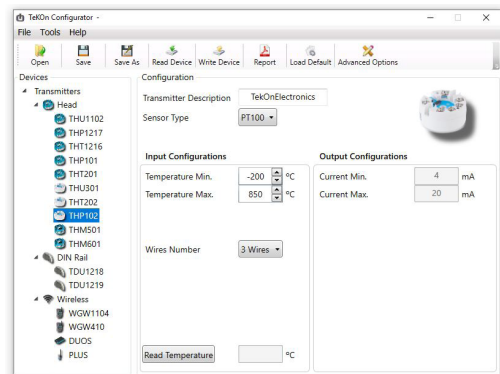 TeKOn Configurator -
File Tools Help
Open Save Save As Read Device Write Device Report Load Default Advanced Options
Devices
Transmitters
Head
THU1102
THP1217
THT1216
THP101
THT201
THU301
THT202
THP102
THM501
THM601
DIN Rail
TDU1218
TDU1219
Wireless
WGW1104
WGW410
DUOS
PLUS
Configuration
Transmitter Description TekOnElectronics
Sensor Type PT100
Input Configurations
Temperature Min. -200 ºC
Temperature Max. 850 ºC
Wires Number 3 Wires
Read Temperature ºC
Output Configurations
Current Min. 4 mA
Current Max. 20 mA